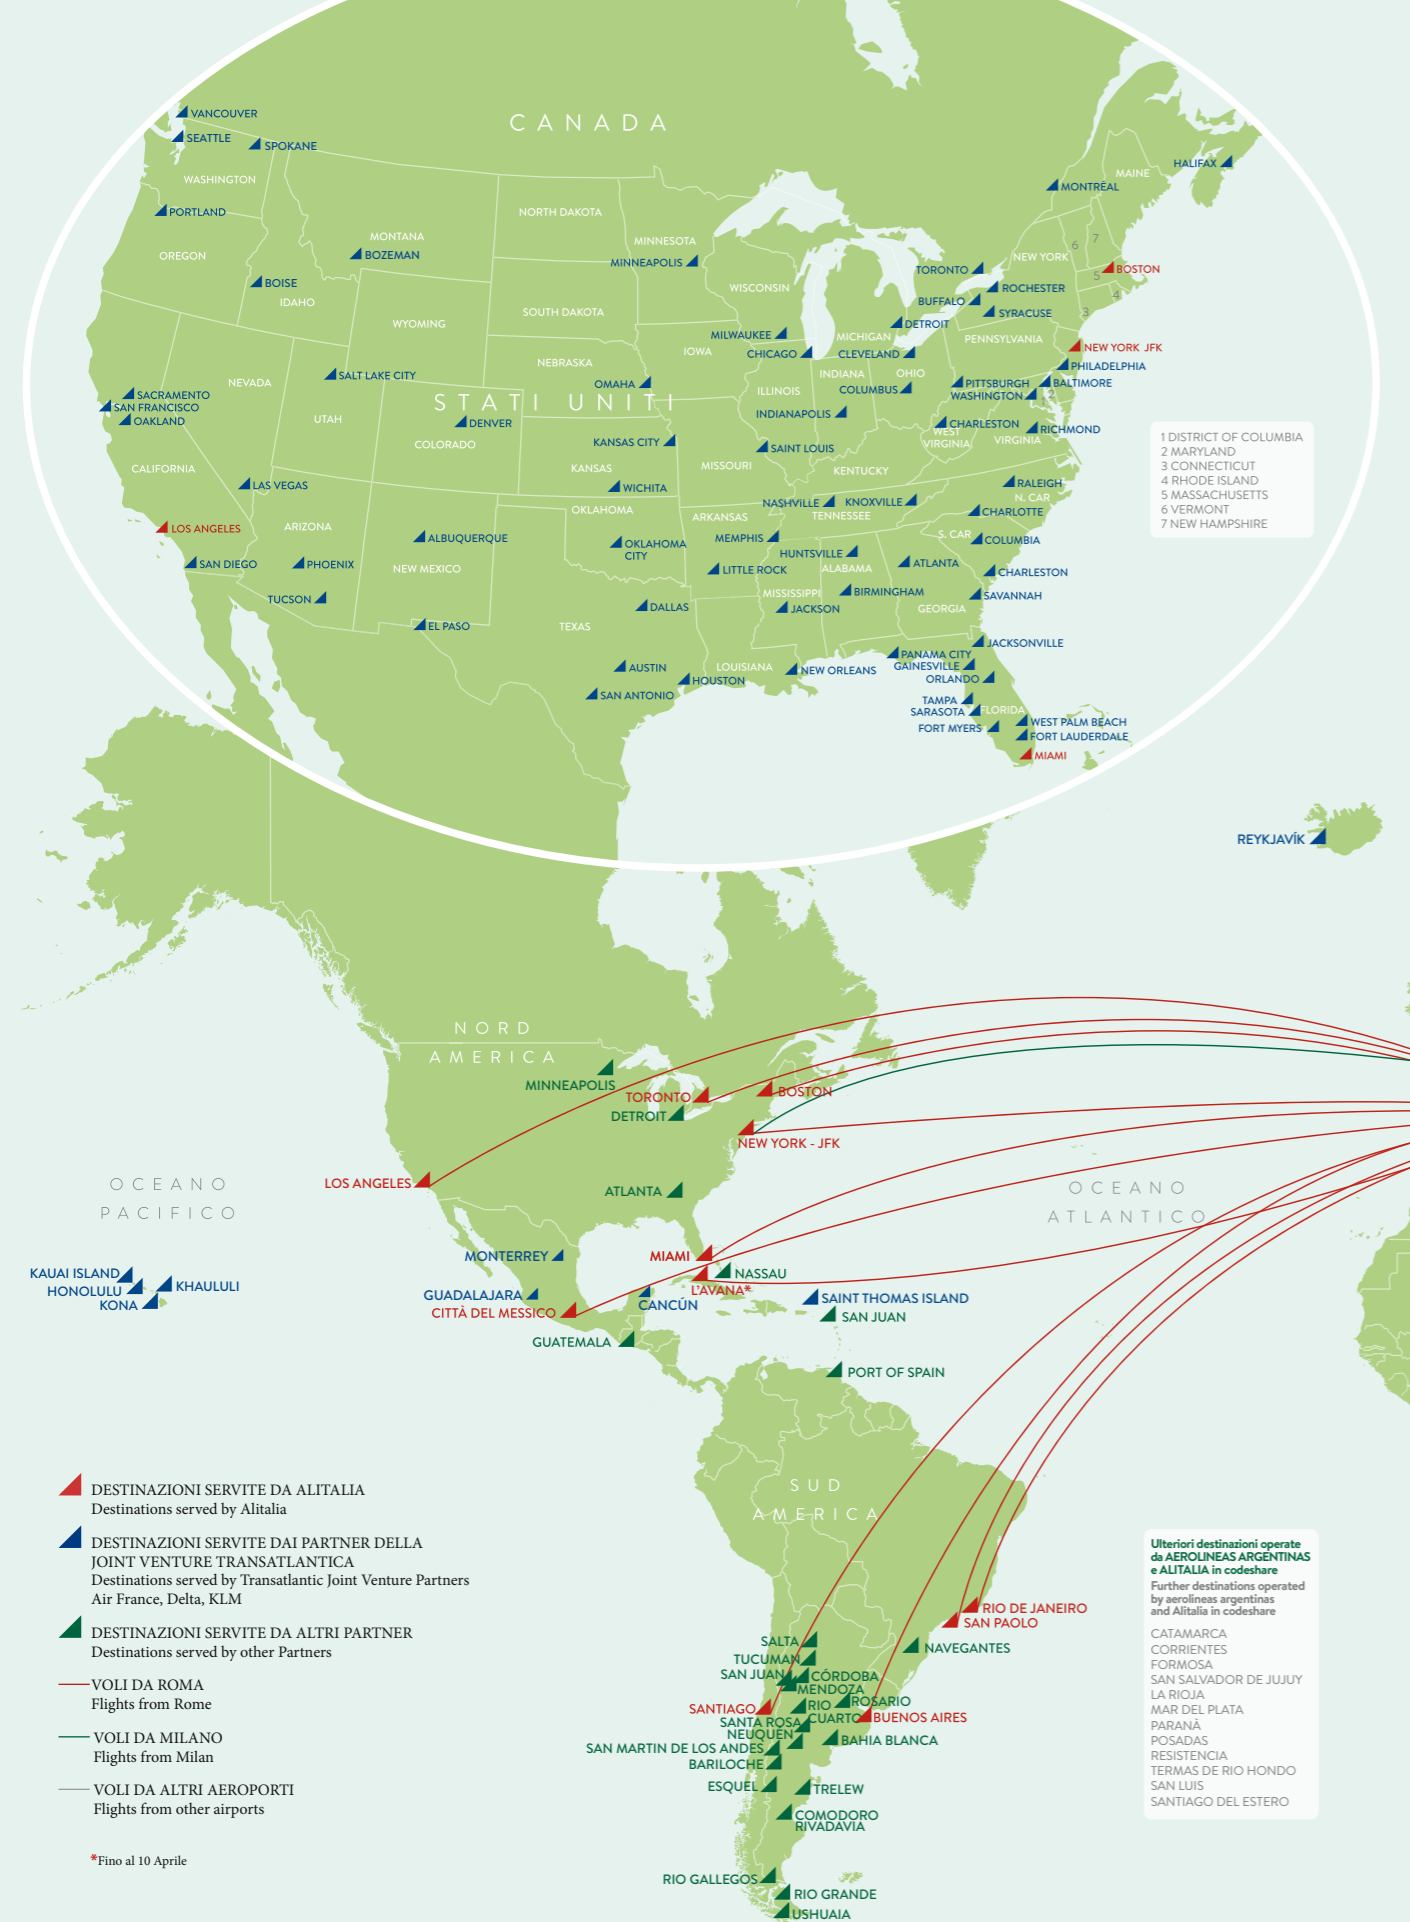 CANADA
VANCOUVER
SEATTLE
SPOKANE
WASHINGTON
HALIFAX
MAINE
MONTRÉAL
PORTLAND
NORTH DAKOTA
MONTANA
MINNESOTA
6
7
OREGON
BOZEMAN
MINNEAPOLIS
NEW YORK
TORONTO
5
BOSTON
BOISE
WISCONSIN
ROCHESTER
IDAHO
BUFFALO
4
SOUTH DAKOTA
SYRACUSE
3
WYOMING
DETROIT
MILWAUKEE
MICHIGAN
PENNSYLVANIA
IOWA
CHICAGO
CLEVELAND
NEW YORK JFK
NEBRASKA
PHILADELPHIA
SALT LAKE CITY
INDIANA
OHIO
NEVADA
OMAHA
PITTSBURGH
BALTIMORE
SACRAMENTO
ILLINOIS
COLUMBUS
WASHINGTON
2
STATI UNITI
SAN FRANCISCO
OAKLAND
UTAH
DENVER
INDIANAPOLIS
CHARLESTON
RICHMOND
WEST
VIRGINIA
VIRGINIA
COLORADO
KANSAS CITY
SAINT LOUIS
1 DISTRICT OF COLUMBIA
2 MARYLAND
3 CONNECTICUT
4 RHODE ISLAND
5 MASSACHUSETTS
6 VERMONT
7 NEW HAMPSHIRE
CALIFORNIA
KANSAS
MISSOURI
KENTUCKY
LAS VEGAS
WICHITA
RALEIGH
N. CAR
NASHVILLE
KNOXVILLE
OKLAHOMA
ARKANSAS
TENNESSEE
CHARLOTTE
LOS ANGELES
ARIZONA
ALBUQUERQUE
OKLAHOMA
CITY
MEMPHIS
S. CAR
COLUMBIA
HUNTSVILLE
SAN DIEGO
PHOENIX
NEW MEXICO
LITTLE ROCK
ALABAMA
ATLANTA
CHARLESTON
TUCSON
MISSISSIPPI
BIRMINGHAM
SAVANNAH
DALLAS
JACKSON
GEORGIA
EL PASO
TEXAS
JACKSONVILLE
PANAMA CITY
AUSTIN
LOUISIANA
NEW ORLEANS
GAINESVILLE
HOUSTON
ORLANDO
SAN ANTONIO
TAMPA
SARASOTA
FLORIDA
FORT MYERS
WEST PALM BEACH
FORT LAUDERDALE
MIAMI
REYKJAVÍK
NORD
AMERICA
MINNEAPOLIS
TORONTO
BOSTON
DETROIT
NEW YORK - JFK
LOS ANGELES
ATLANTA
OCEANO
PACIFICO
OCEANO
ATLANTICO
MONTERREY
MIAMI
KAUAI ISLAND
HONOLULU
KHAULULI
KONA
NASSAU
L'AVANA*
GUADALAJARA
CANCÚN
SAINT THOMAS ISLAND
CITTÀ DEL MESSICO
SAN JUAN
GUATEMALA
PORT OF SPAIN
SUD
AMERICA
DESTINAZIONI SERVITE DA ALITALIA
Destinations served by Alitalia
DESTINAZIONI SERVITE DAI PARTNER DELLA
JOINT VENTURE TRANSATLANTICA
Destinations served by Transatlantic Joint Venture Partners
Air France, Delta, KLM
DESTINAZIONI SERVITE DA ALTRI PARTNER
Destinations served by other Partners
VOLI DA ROMA
Flights from Rome
VOLI DA MILANO
Flights from Milan
VOLI DA ALTRI AEROPORTI
Flights from other airports
*Fino al 10 Aprile
RIO DE JANEIRO
SAN PAOLO
NAVEGANTES
SALTA
TUCUMAN
SAN JUAN
CÓRDOBA
MENDOZA
SANTIAGO
RIO
CUARTO
ROSARIO
BUENOS AIRES
SANTA ROSA
NEUQUÉN
BAHIA BLANCA
SAN MARTIN DE LOS ANDES
BARILOCHE
ESQUEL
TRELEW
COMODORO
RIVADAVIA
RIO GALLEGOS
RIO GRANDE
USHUAIA
Ulteriori destinazioni operate
da AEROLINEAS ARGENTINAS
e ALITALIA in codeshare
Further destinations operated
by aerolineas argentinas
and Alitalia in codeshare
CATAMARCA
CORRIENTES
FORMOSA
SAN SALVADOR DE JUJUY
LA RIOJA
MAR DEL PLATA
PARANÀ
POSADAS
RESISTENCIA
TERMAS DE RIO HONDO
SAN LUIS
SANTIAGO DEL ESTERO